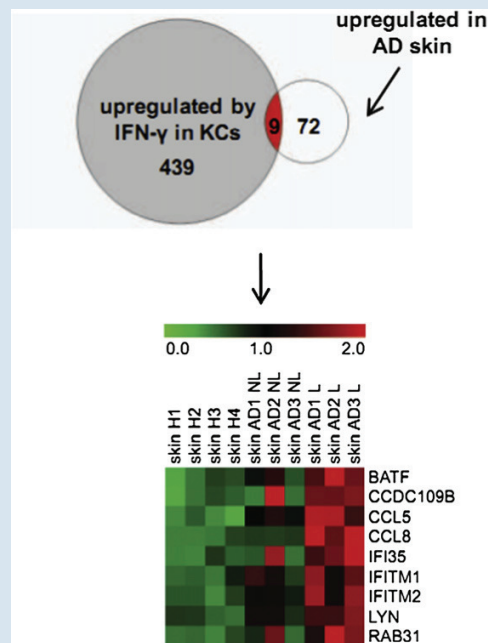 upregulated in
AD skin
upregulated by
IFN-γ in KCs
439
9
72
0.0
1.0
2.0
skin H1
skin H2
skin H3
skin H4
skin AD1 NL
skin AD2 NL
skin AD3 NL
skin AD1 L
skin AD2 L
skin AD3 L
BATF
CCDC109B
CCL5
CCL8
IFI35
IFITM1
IFITM2
LYN
RAB31